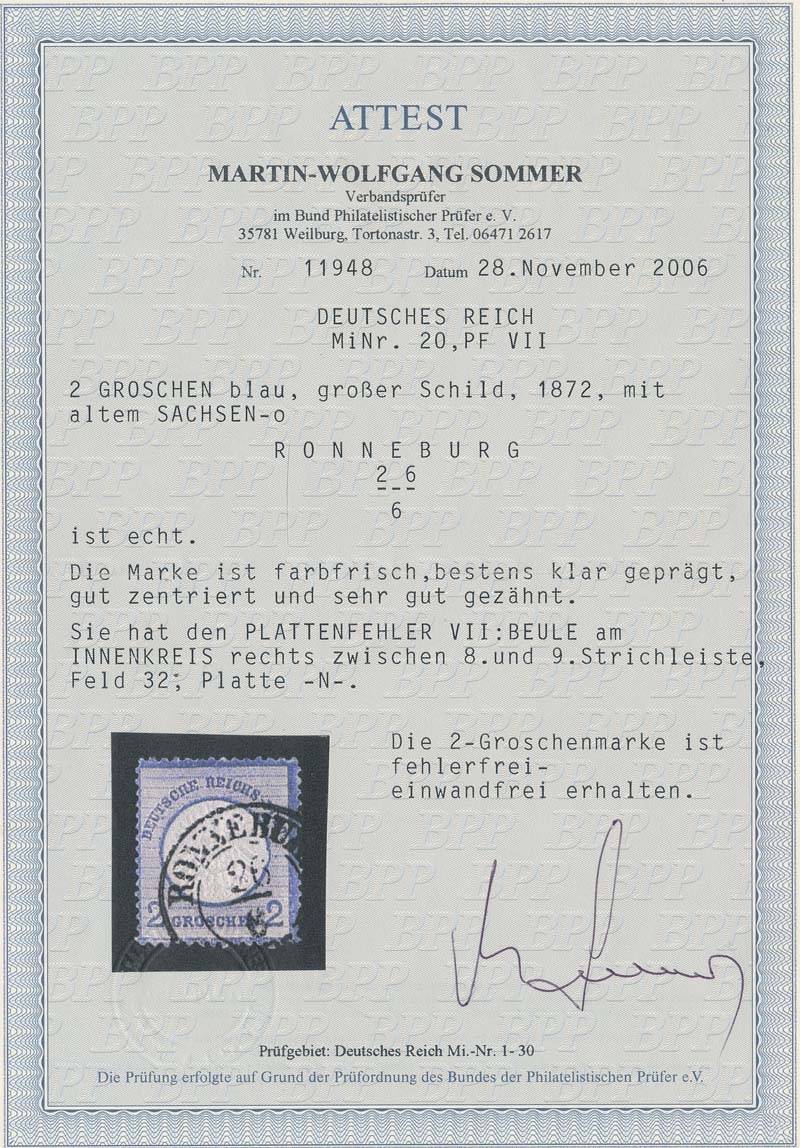 ATTEST
MARTIN-WOLFGANG SOMMER
Verbandsprüfer
im Bund Philatelistischer Prüfer e. V.
35781 Weilburg, Tortonastr. 3, Tel. 06471 2617
Nr. 11948 Datum 28.November 2006
DEUTSCHES REICH
MiNr. 20,PF VII
2 GROSCHEN blau, großer Schild, 1872, mit
altem SACHSEN-o
R O N N E B U R G
2 6
---
6
ist echt.
Die Marke ist farbfrisch,bestens klar geprägt,
gut zentriert und sehr gut gezähnt.
Sie hat den PLATTENFEHLER VII:BEULE am
INNENKREIS rechts zwischen 8.und 9.Strichleiste,
Feld 32; Platte -N-.
Die 2-Groschenmarke ist
fehlerfrei-
einwandfrei erhalten.
DEUTSCHE REICHS
RONNEBU
26
6
2 GROSCHEN 2
Prüfgebiet: Deutsches Reich Mi.-Nr. 1- 30
Die Prüfung erfolgte auf Grund der Prüfordnung des Bundes der Philatelistischen Prüfer e.V.